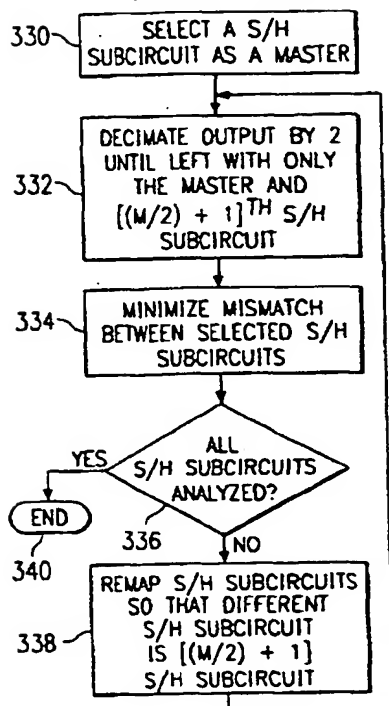 330
SELECT A S/H
SUBCIRCUIT AS A MASTER
332
DECIMATE OUTPUT BY 2
UNTIL LEFT WITH ONLY
THE MASTER AND
[(M/2) + 1]TH S/H
SUBCIRCUIT
334
MINIMIZE MISMATCH
BETWEEN SELECTED S/H
SUBCIRCUITS
ALL
S/H SUBCIRCUITS
ANALYZED?
YES
END
340
336
NO
338
REMAP S/H SUBCIRCUITS
SO THAT DIFFERENT
S/H SUBCIRCUIT
IS [(M/2) + 1]
S/H SUBCIRCUIT